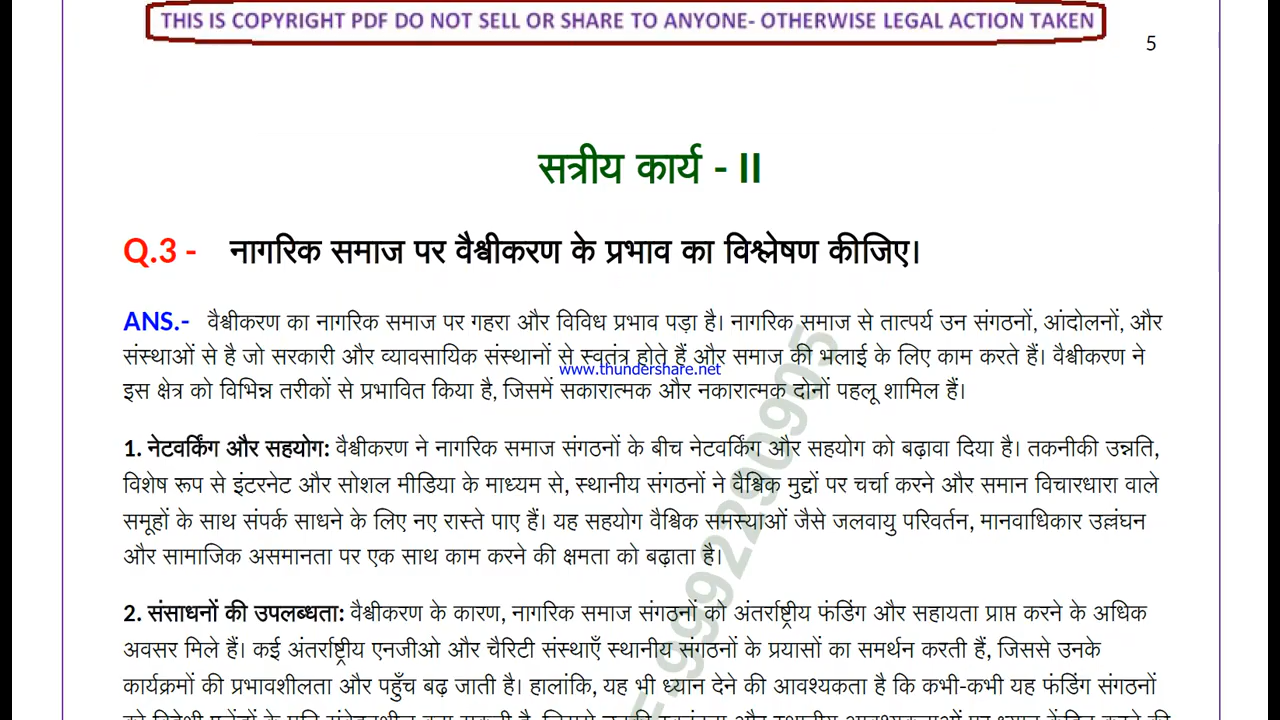 THIS IS COPYRIGHT PDF DO NOT SELL OR SHARE TO ANYONE- OTHERWISE LEGAL ACTION TAKEN
5
सत्रीय कार्य - II
Q.3 - नागरिक समाज पर वैश्वीकरण के प्रभाव का विश्लेषण कीजिए।
ANS.- वैश्वीकरण का नागरिक समाज पर गहरा और विविध प्रभाव पड़ा है। नागरिक समाज से तात्पर्य उन संगठनों, आंदोलनों, और
संस्थाओं से है जो सरकारी और व्यावसायिक संस्थानों से स्वतंत्र होते हैं और समाज की भलाई के लिए काम करते हैं। वैश्वीकरण ने
www.thundershare.net
इस क्षेत्र को विभिन्न तरीकों से प्रभावित किया है, जिसमें सकारात्मक और नकारात्मक दोनों पहलू शामिल हैं।
1. नेटवर्किंग और सहयोग: वैश्वीकरण ने नागरिक समाज संगठनों के बीच नेटवर्किंग और सहयोग को बढ़ावा दिया है। तकनीकी उन्नति,
विशेष रूप से इंटरनेट और सोशल मीडिया के माध्यम से, स्थानीय संगठनों ने वैश्विक मुद्दों पर चर्चा करने और समान विचारधारा वाले
समूहों के साथ संपर्क साधने के लिए नए रास्ते पाए हैं। यह सहयोग वैश्विक समस्याओं जैसे जलवायु परिवर्तन, मानवाधिकार उल्लंघन
और सामाजिक असमानता पर एक साथ काम करने की क्षमता को बढ़ाता है।
2. संसाधनों की उपलब्धता: वैश्वीकरण के कारण, नागरिक समाज संगठनों को अंतर्राष्ट्रीय फंडिंग और सहायता प्राप्त करने के अधिक
अवसर मिले हैं। कई अंतर्राष्ट्रीय एनजीओ और चैरिटी संस्थाएँ स्थानीय संगठनों के प्रयासों का समर्थन करती हैं, जिससे उनके
कार्यक्रमों की प्रभावशीलता और पहुँच बढ़ जाती है। हालांकि, यह भी ध्यान देने की आवश्यकता है कि कभी-कभी यह फंडिंग संगठनों